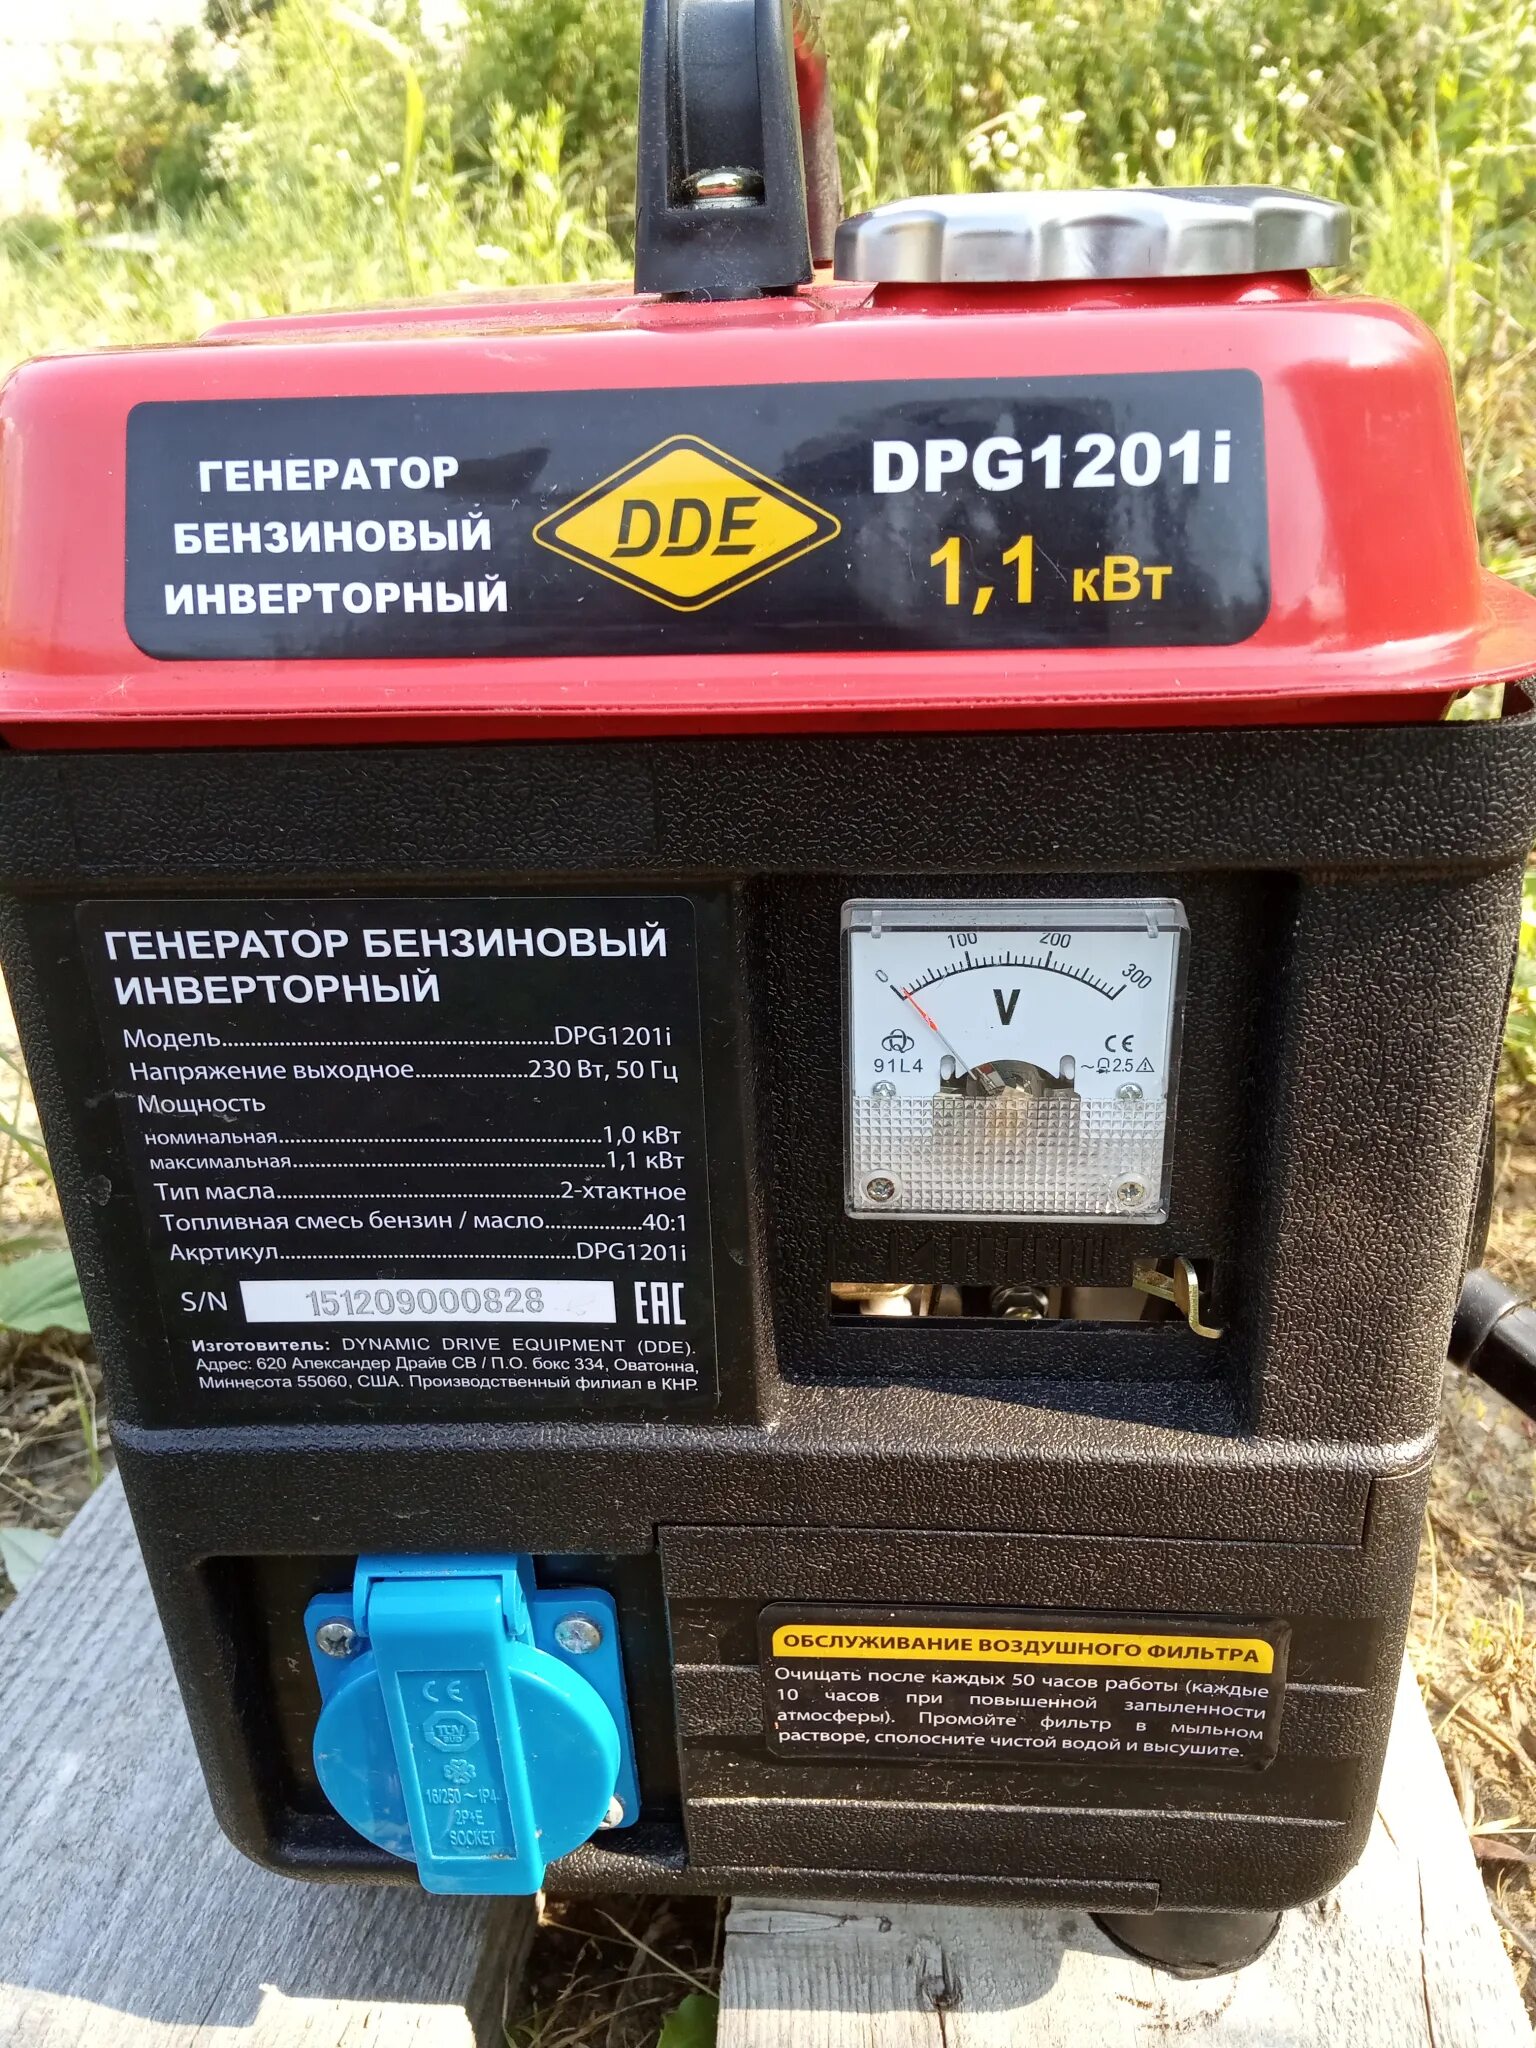 ГЕНЕРАТОР
БЕНЗИНОВЫЙ
ИНВЕРТОРНЫЙ
DDE
DPG1201i
1,1 кВт
ГЕНЕРАТОР БЕНЗИНОВЫЙ
ИНВЕРТОРНЫЙ
Модель......DPG1201i
Напряжение выходное......230 Вт, 50 Гц
Мощность
номинальная......1,0 кВт
максимальная......1,1 кВт
Тип масла......2-хтактное
Топливная смесь бензин / масло......40:1
Акртикул......DPG1201i
S/N 151209000828 EAC
Изготовитель: DYNAMIC DRIVE EQUIPMENT (DDE).
Адрес: 620 Александер Драйв СВ / П.О. бокс 334, Оватонна,
Миннесота 55060, США. Производственный филиал в КНР.
0 100 200 300
V
91L4
CE
~ 2.5
CE
TÜV
SÜD
16/250~ IP4
2P+E
SOCKET
ОБСЛУЖИВАНИЕ ВОЗДУШНОГО ФИЛЬТРА
Очищать после каждых 50 часов работы (каждые
10 часов при повышенной запыленности
атмосферы). Промойте фильтр в мыльном
растворе, сполосните чистой водой и высушите.